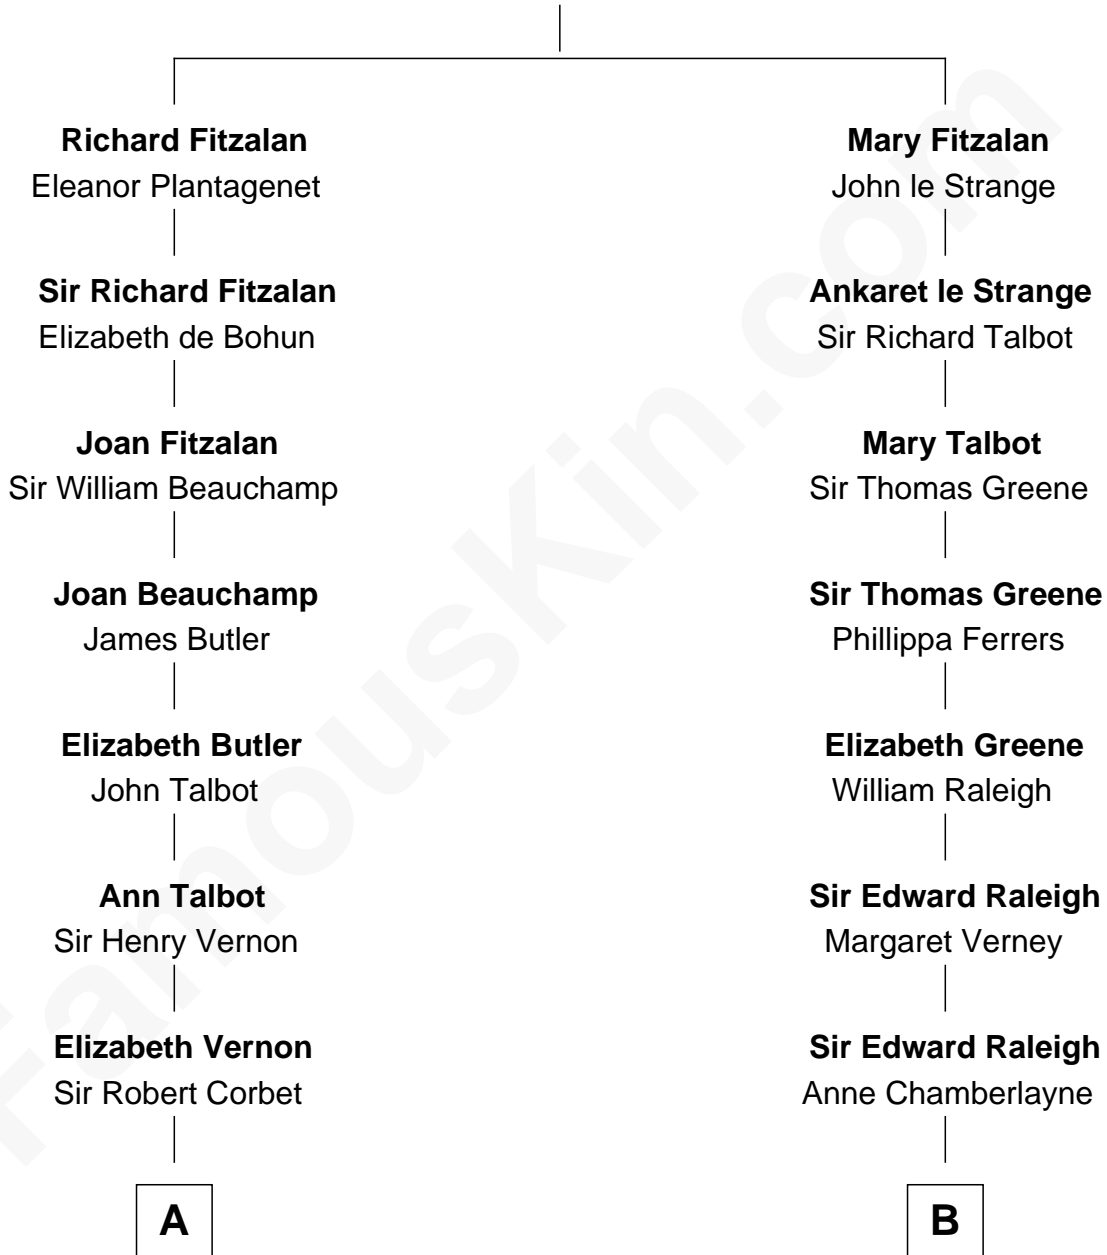 Richard Fitzalan
Eleanor Plantagenet
Mary Fitzalan
John le Strange
Sir Richard Fitzalan
Elizabeth de Bohun
Ankaret le Strange
Sir Richard Talbot
Joan Fitzalan
Sir William Beauchamp
Mary Talbot
Sir Thomas Greene
Joan Beauchamp
James Butler
Sir Thomas Greene
Phillippa Ferrers
Elizabeth Butler
John Talbot
Elizabeth Greene
William Raleigh
Ann Talbot
Sir Henry Vernon
Sir Edward Raleigh
Margaret Verney
Elizabeth Vernon
Sir Robert Corbet
Sir Edward Raleigh
Anne Chamberlayne
A
B
FamousKin.com